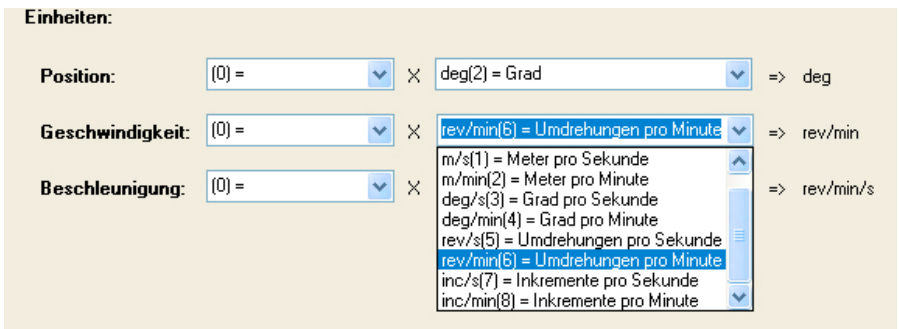 Einheiten:
Position: (0) = X deg(2) = Grad => deg
Geschwindigkeit: (0) = X rev/min(6) = Umdrehungen pro Minute => rev/min
m/s(1) = Meter pro Sekunde
m/min(2) = Meter pro Minute
Beschleunigung: (0) = X => rev/min/s
deg/s(3) = Grad pro Sekunde
deg/min(4) = Grad pro Minute
rev/s(5) = Umdrehungen pro Sekunde
rev/min(6) = Umdrehungen pro Minute
inc/s(7) = Inkremente pro Sekunde
inc/min(8) = Inkremente pro Minute